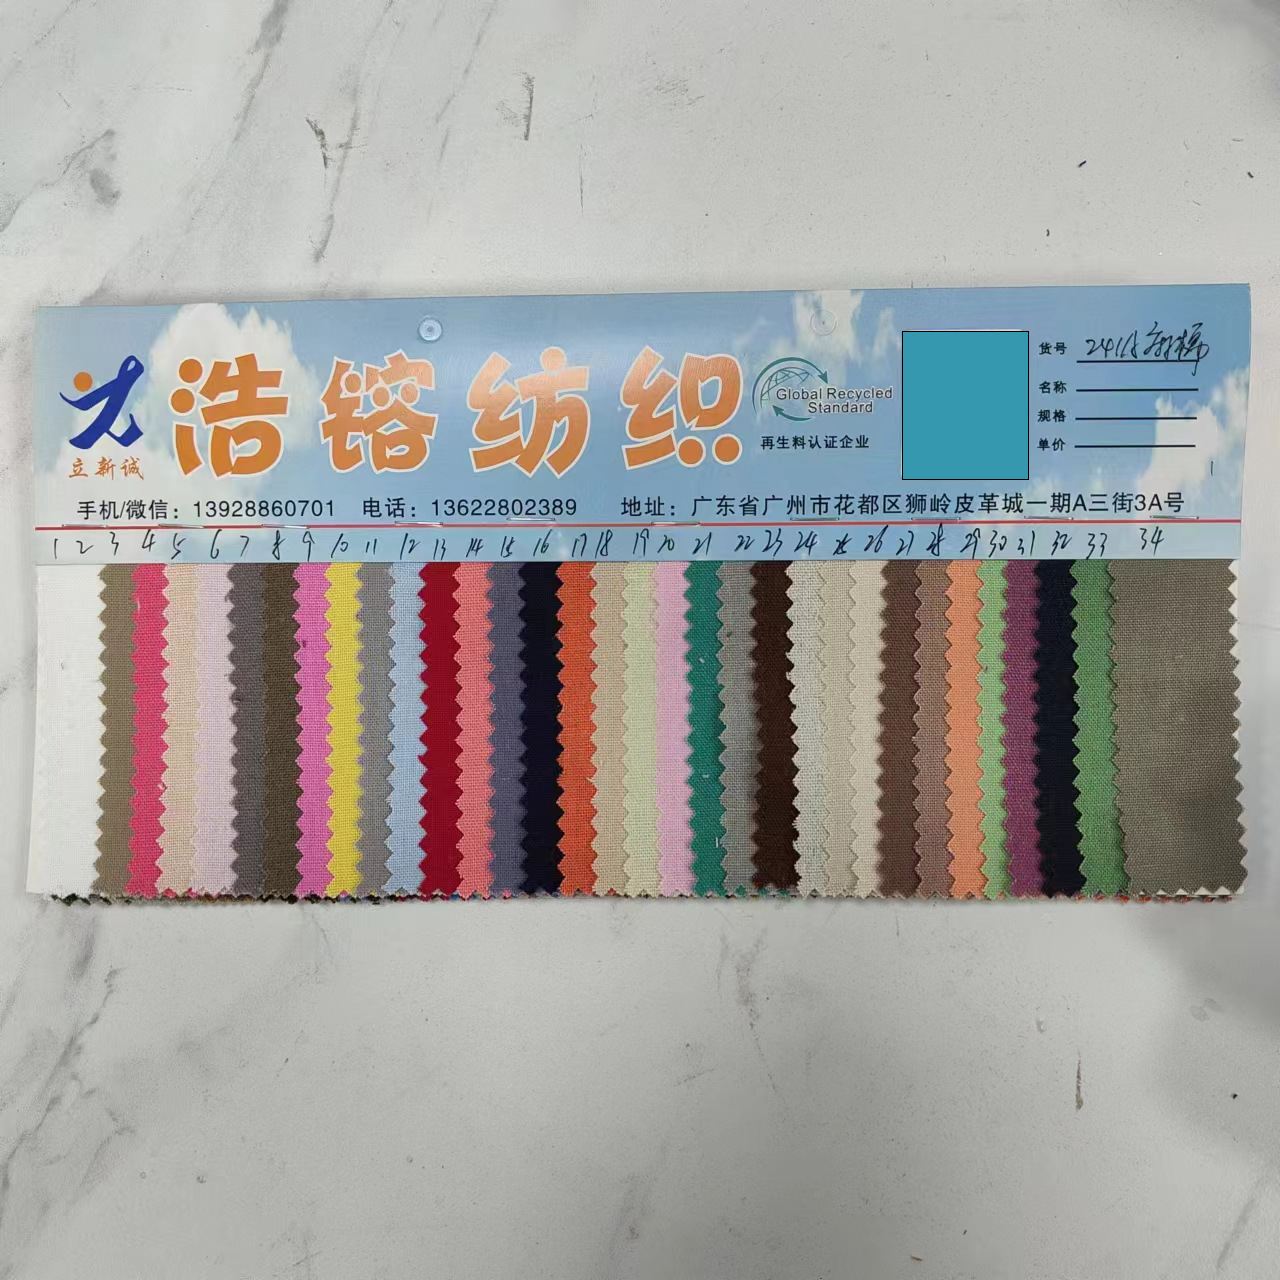 立新诚
浩镕纺织
Global Recycled
Standard
再生料认证企业
货号
名称
规格
单价
手机/微信：13928860701 电话：13622802389 地址：广东省广州市花都区狮岭皮革城一期A三街3A号
1 2 3 4 5 6 7 8 9 10 11 12 13 14 15 16 17 18 19 20 21 22 23 24 25 26 27 28 29 30 31 32 33 34